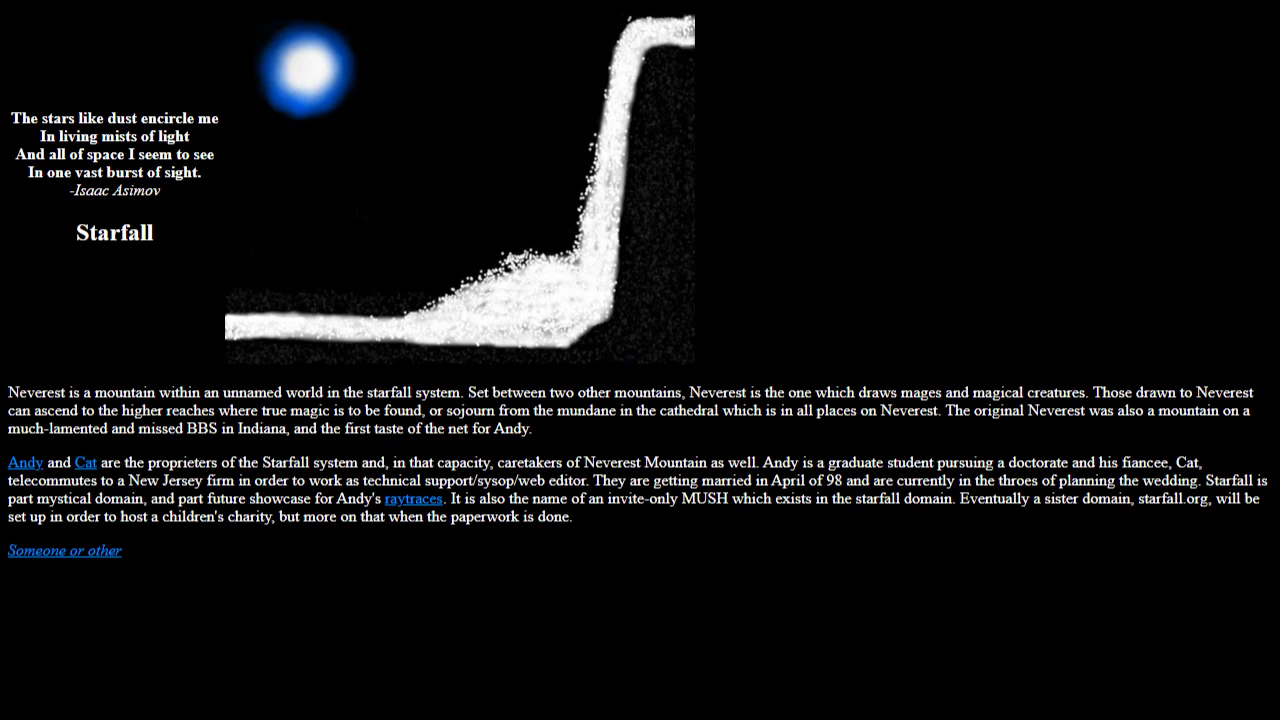 The stars like dust encircle me
In living mists of light
And all of space I seem to see
In one vast burst of sight.
-Isaac Asimov
Starfall
Neverest is a mountain within an unnamed world in the starfall system. Set between two other mountains, Neverest is the one which draws mages and magical creatures. Those drawn to Neverest
can ascend to the higher reaches where true magic is to be found, or sojourn from the mundane in the cathedral which is in all places on Neverest. The original Neverest was also a mountain on a
much-lamented and missed BBS in Indiana, and the first taste of the net for Andy.
Andy and Cat are the proprieters of the Starfall system and, in that capacity, caretakers of Neverest Mountain as well. Andy is a graduate student pursuing a doctorate and his fiancee, Cat,
telecommutes to a New Jersey firm in order to work as technical support/sysop/web editor. They are getting married in April of 98 and are currently in the throes of planning the wedding. Starfall is
part mystical domain, and part future showcase for Andy's raytraces. It is also the name of an invite-only MUSH which exists in the starfall domain. Eventually a sister domain, starfall.org, will be
set up in order to host a children's charity, but more on that when the paperwork is done.
Someone or other